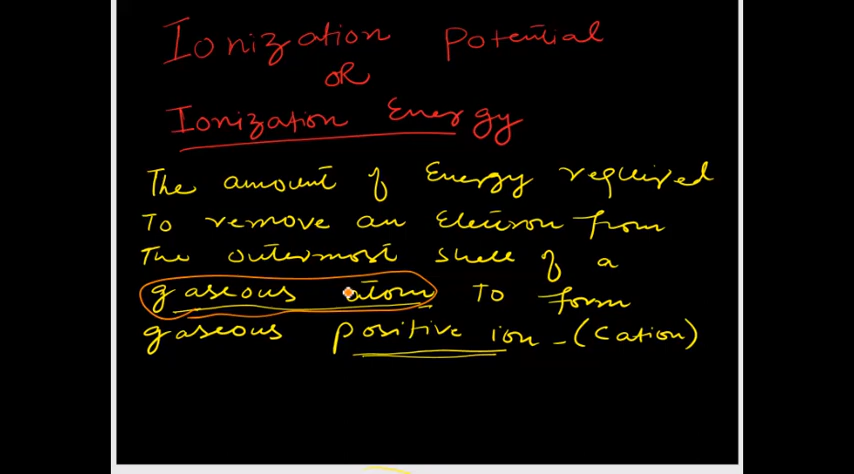 Ionization Potential
OR
Ionization Energy
The amount of Energy required
To remove an Electron from
The outermost shell of a
gaseous atom To form
gaseous positive ion - (Cation)